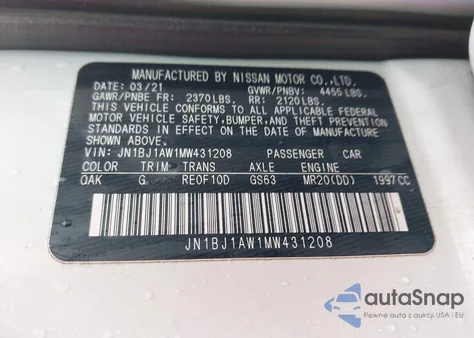 MANUFACTURED BY NISSAN MOTOR CO.,LTD.
DATE: 03/21 GVWR/PNBV: 4455 LBS.
GAWR/PNBE FR: 2370LBS, RR: 2120LBS.
THIS VEHICLE CONFORMS TO ALL APPLICABLE FEDERAL
MOTOR VEHICLE SAFETY,BUMPER,AND THEFT PREVENTION
STANDARDS IN EFFECT ON THE DATE OF MANUFACTURE
SHOWN ABOVE.
VIN: JN1BJ1AW1MW431208 PASSENGER CAR
COLOR TRIM TRANS AXLE ENGINE
QAK G RE0F10D GS63 MR20(DD) 1997CC
JN1BJ1AW1MW431208
autoSnap
Pewne auta z USA i EU